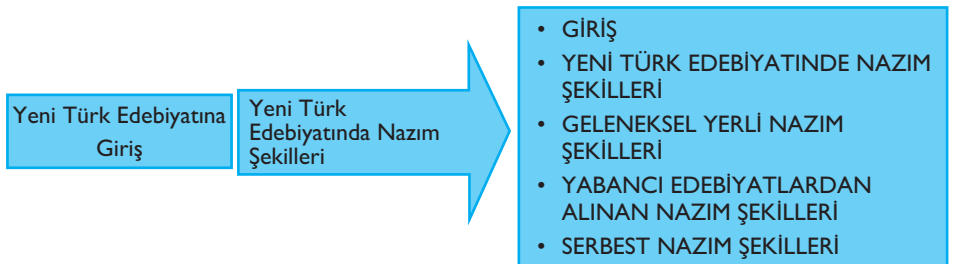 Yeni Türk Edebiyatına
Giriş
Yeni Türk
Edebiyatında Nazım
Şekilleri
• GİRİŞ
• YENİ TÜRK EDEBİYATINDE NAZIM
ŞEKİLLERİ
• GELENEKSEL YERLİ NAZIM
ŞEKİLLERİ
• YABANCI EDEBİYATLARDAN
ALINAN NAZIM ŞEKİLLERİ
• SERBEST NAZIM ŞEKİLLERİ